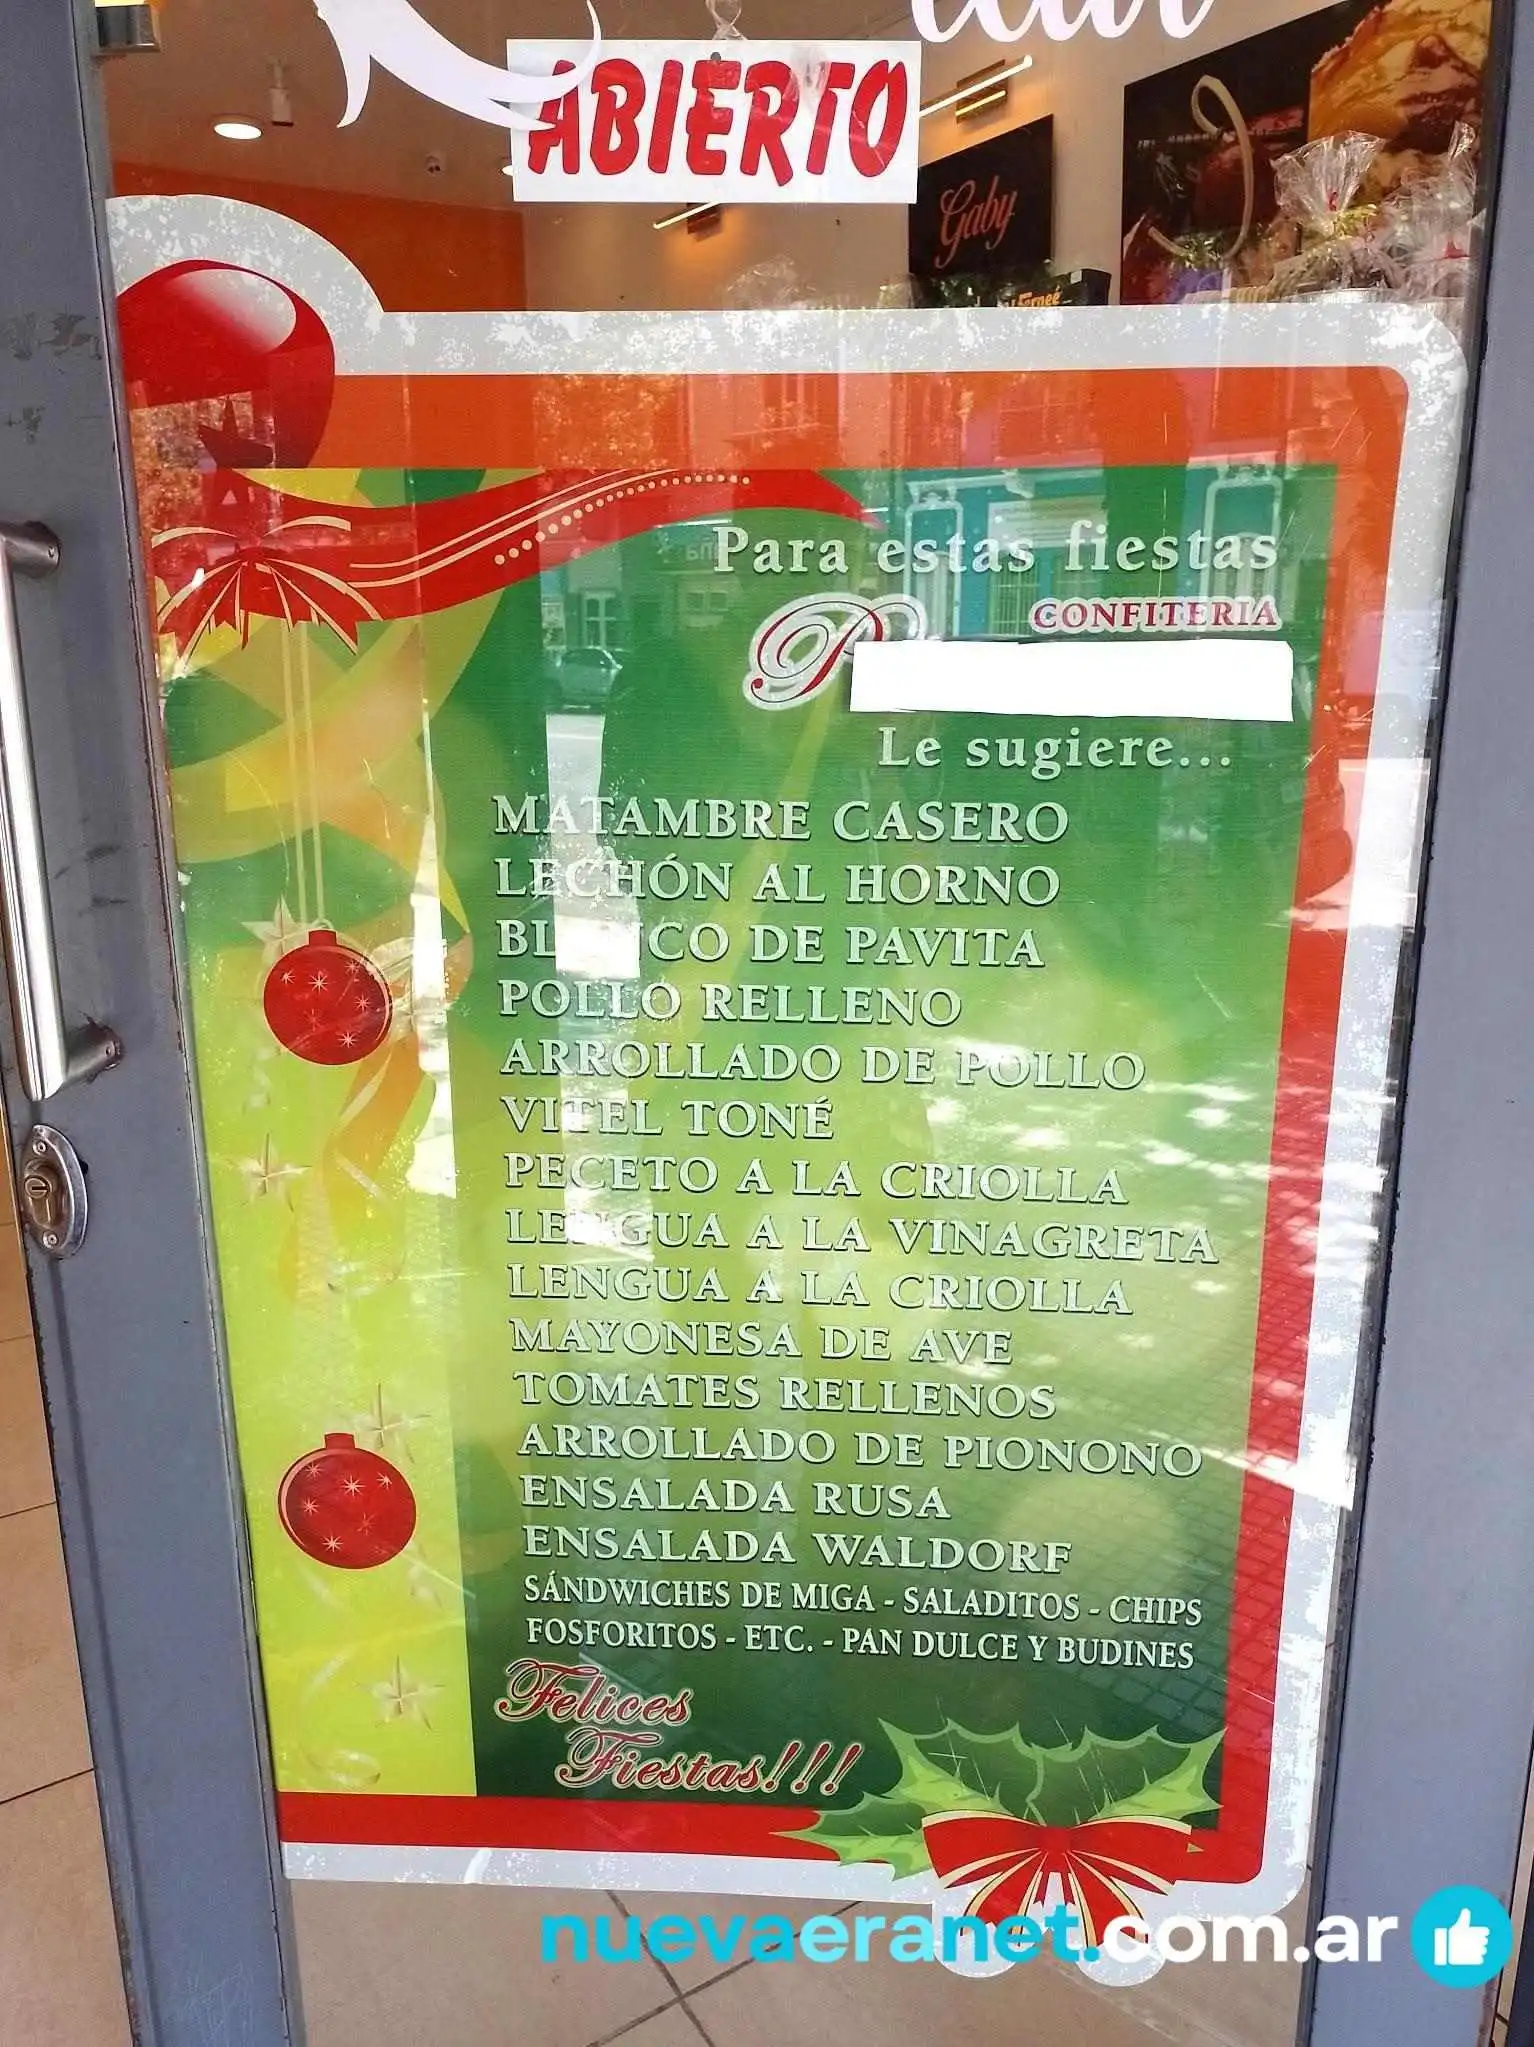 ABIERTO
Gaby
Para estas fiestas
CONFITERIA
Le sugiere...
MATAMBRE CASERO
LECHÓN AL HORNO
BLANCO DE PAVITA
POLLO RELLENO
ARROLLADO DE POLLO
VITEL TONÉ
PECETO A LA CRIOLLA
LENGUA A LA VINAGRETA
LENGUA A LA CRIOLLA
MAYONESA DE AVE
TOMATES RELLENOS
ARROLLADO DE PIONONO
ENSALADA RUSA
ENSALADA WALDORF
SÁNDWICHES DE MIGA - SALADITOS - CHIPS
FOSFORITOS - ETC. - PAN DULCE Y BUDINES
Felices
Fiestas!!!
nuevaeranet.com.ar